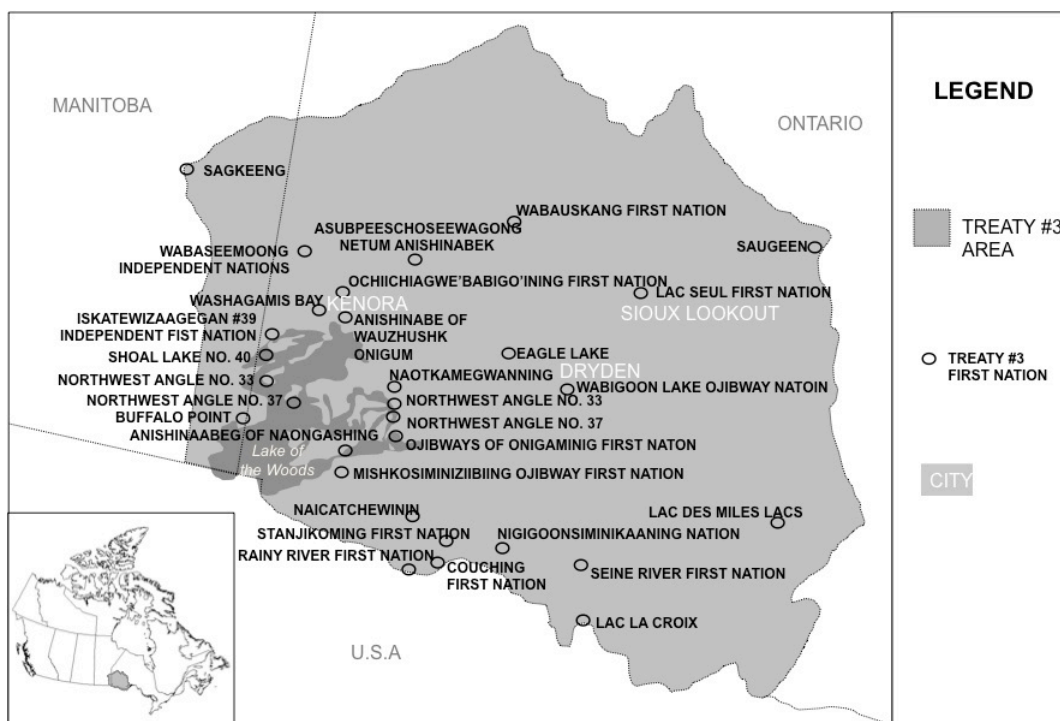 MANITOBA
ONTARIO
SAGKEENG
WABAUSKANG FIRST NATION
ASUBPEESCHOSEEWAGONG
NETUM ANISHINABEK
WABASEEMOONG
INDEPENDENT NATIONS
SAUGEEN
OCHIICHIAGWE'BABIGO'INING FIRST NATION
LAC SEUL FIRST NATION
WASHAGAMIS BAY
KENORA
SIOUX LOOKOUT
ISKATEWIZAAGEGAN #39
INDEPENDENT FIST NATION
ANISHINABE OF
WAUZHUSHK
ONIGUM
SHOAL LAKE NO. 40
EAGLE LAKE
DRYDEN
NORTHWEST ANGLE NO. 33
NAOTKAMEGWANNING
WABIGOON LAKE OJIBWAY NATOIN
NORTHWEST ANGLE NO. 37
NORTHWEST ANGLE NO. 33
BUFFALO POINT
NORTHWEST ANGLE NO. 37
ANISHINAABEG OF NAONGASHING
OJIBWAYS OF ONIGAMING FIRST NATON
Lake of
the Woods
MISHKOSIMINIZIIBIING OJIBWAY FIRST NATION
NAICATCHEWININ
LAC DES MILES LACS
STANJIKOMING FIRST NATION
NIGIGOONSIMINIKAANING NATION
RAINY RIVER FIRST NATION
COUCHING
FIRST NATION
SEINE RIVER FIRST NATION
LAC LA CROIX
U.S.A
LEGEND
TREATY #3
AREA
TREATY #3
FIRST NATION
CITY